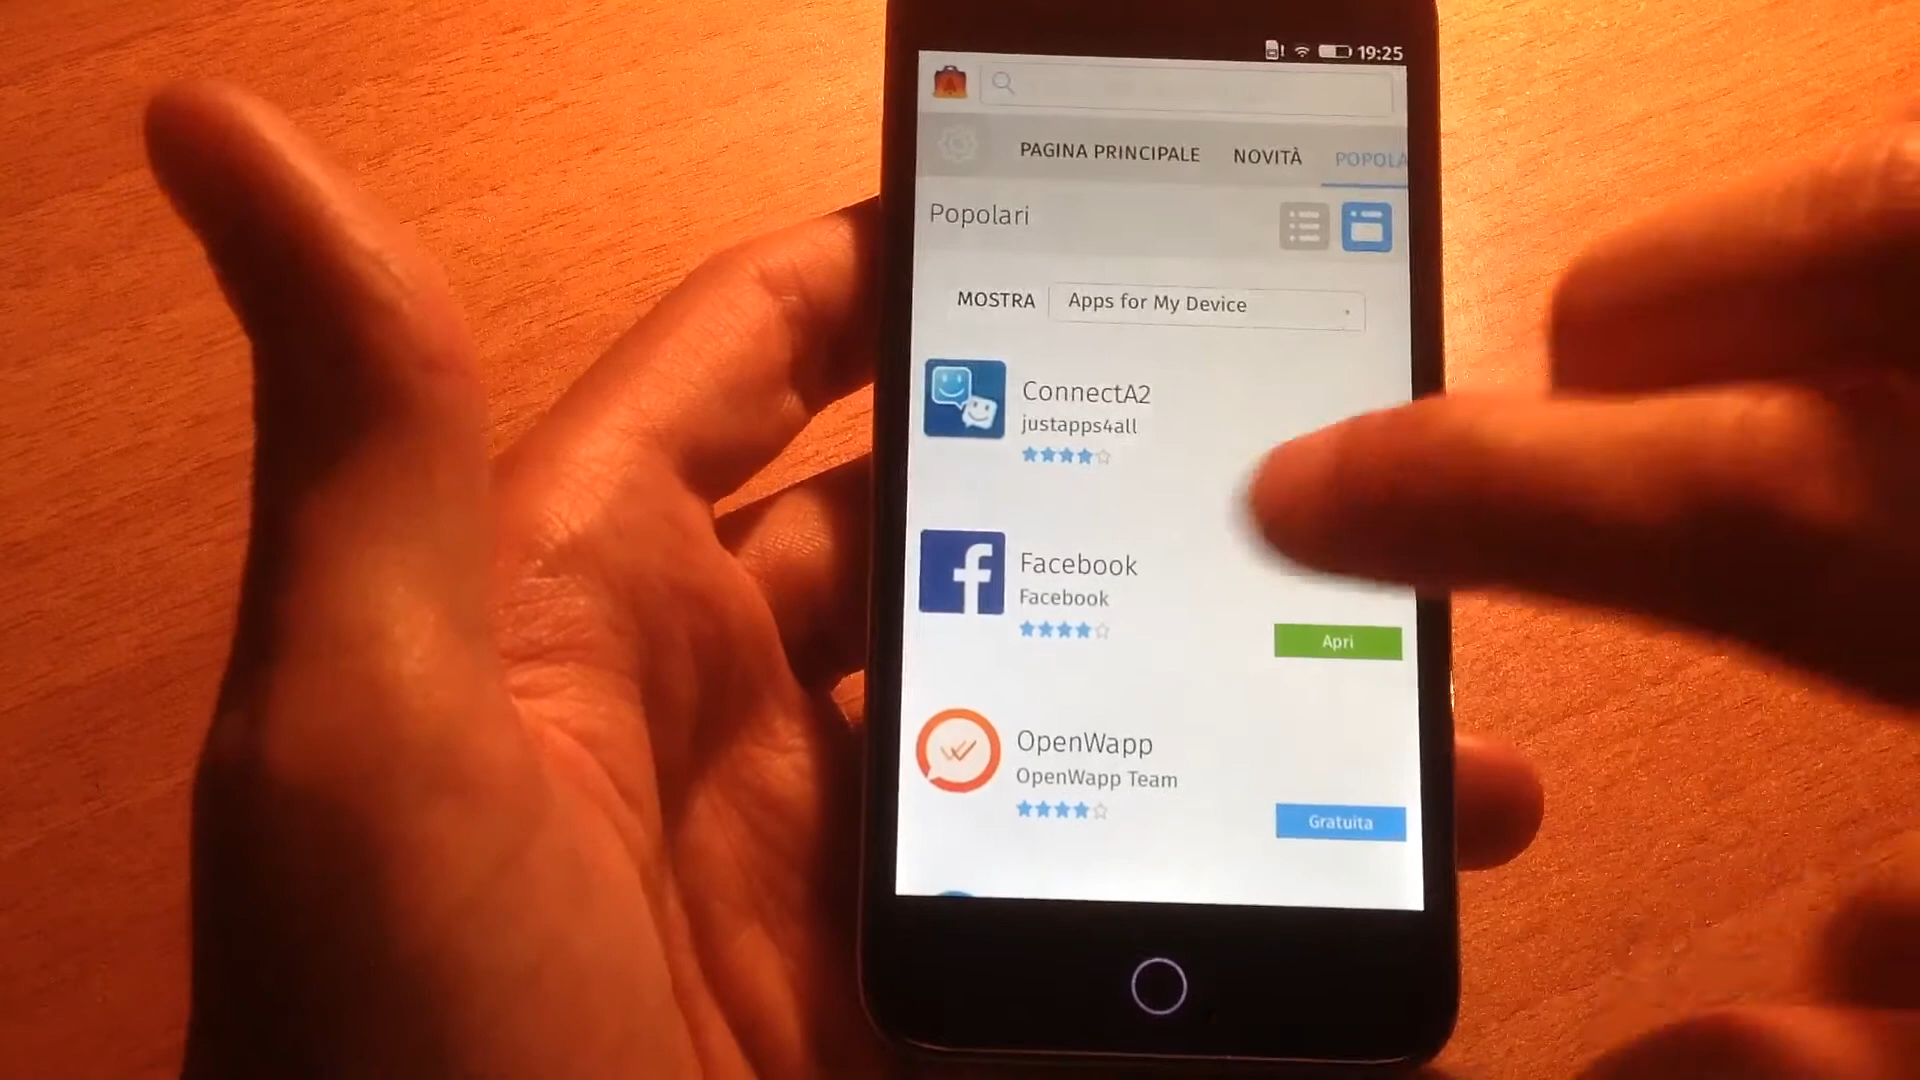 19:25
PAGINA PRINCIPALE NOVITÀ POPOLA
Popolari
MOSTRA Apps for My Device
ConnectA2
justapps4all
Facebook
Facebook
Apri
OpenWapp
OpenWapp Team
Gratuita